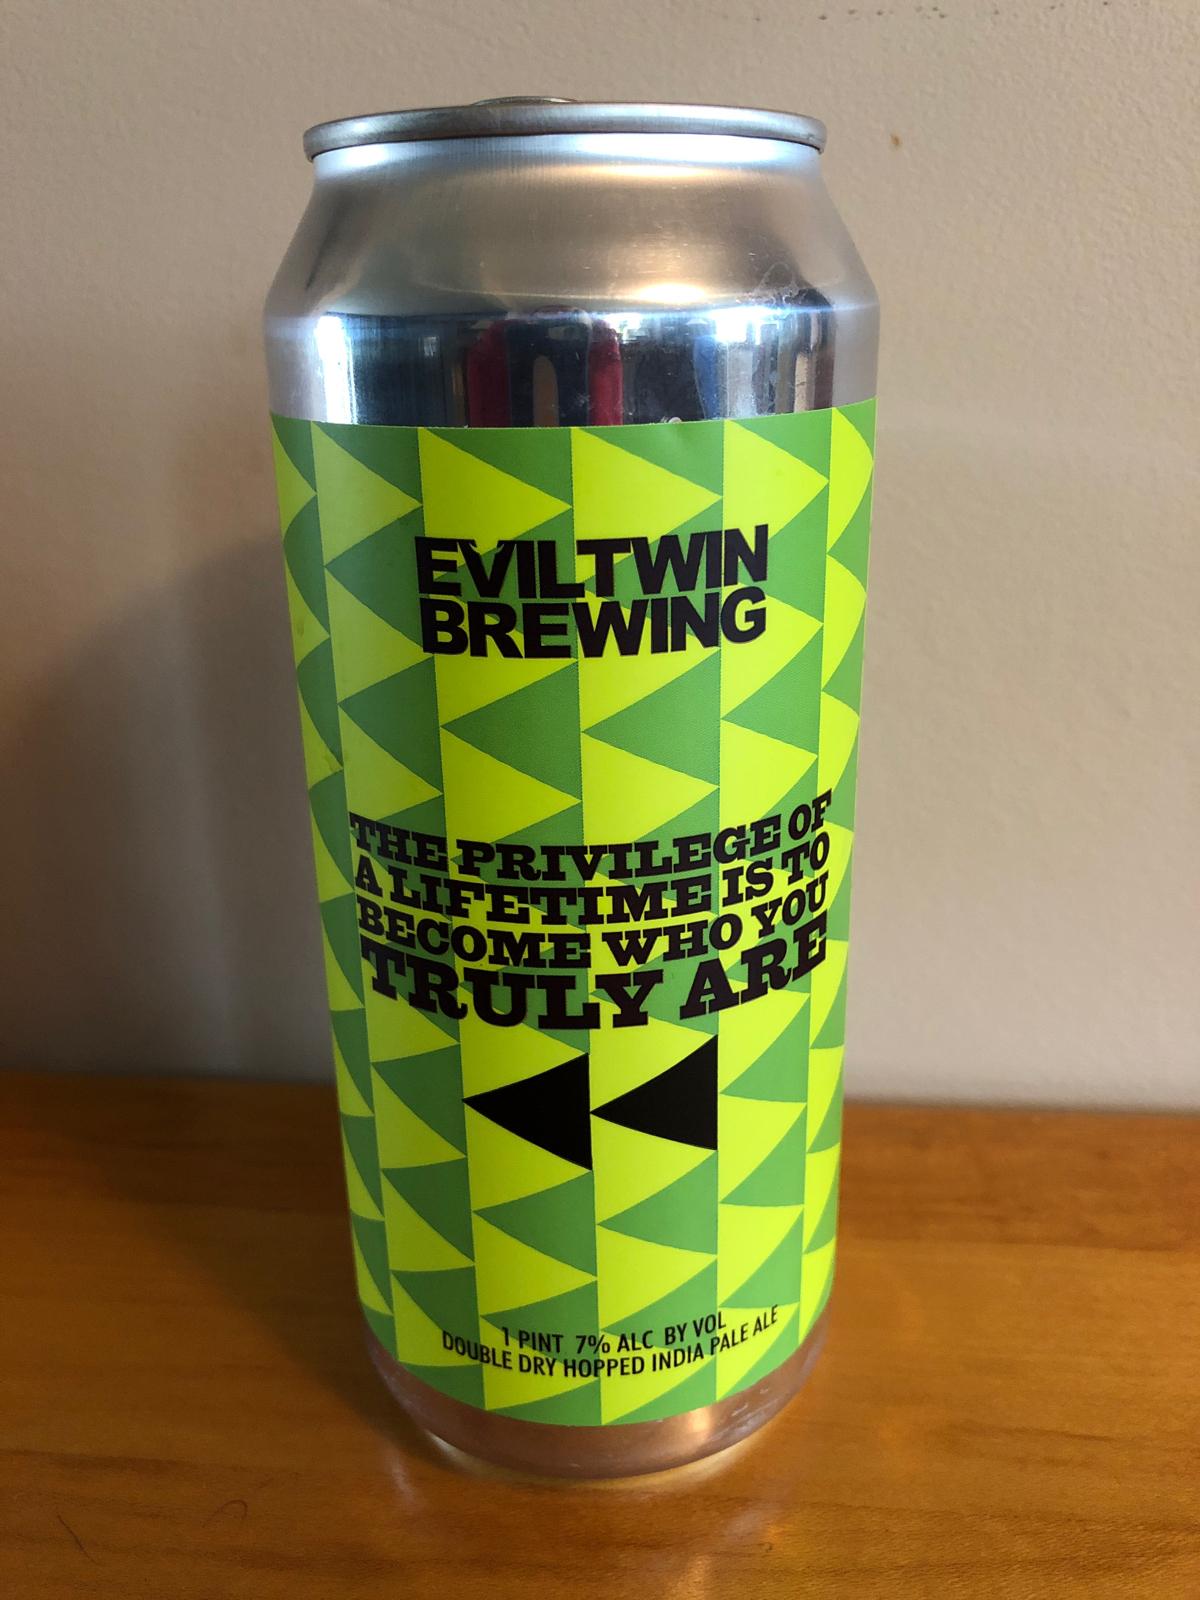 EVILTWIN
BREWING
THE PRIVILEGE OF
A LIFETIME IS TO
BECOME WHO YOU
TRULY ARE
1 PINT 7% ALC BY VOL
DOUBLE DRY HOPPED INDIA PALE ALE